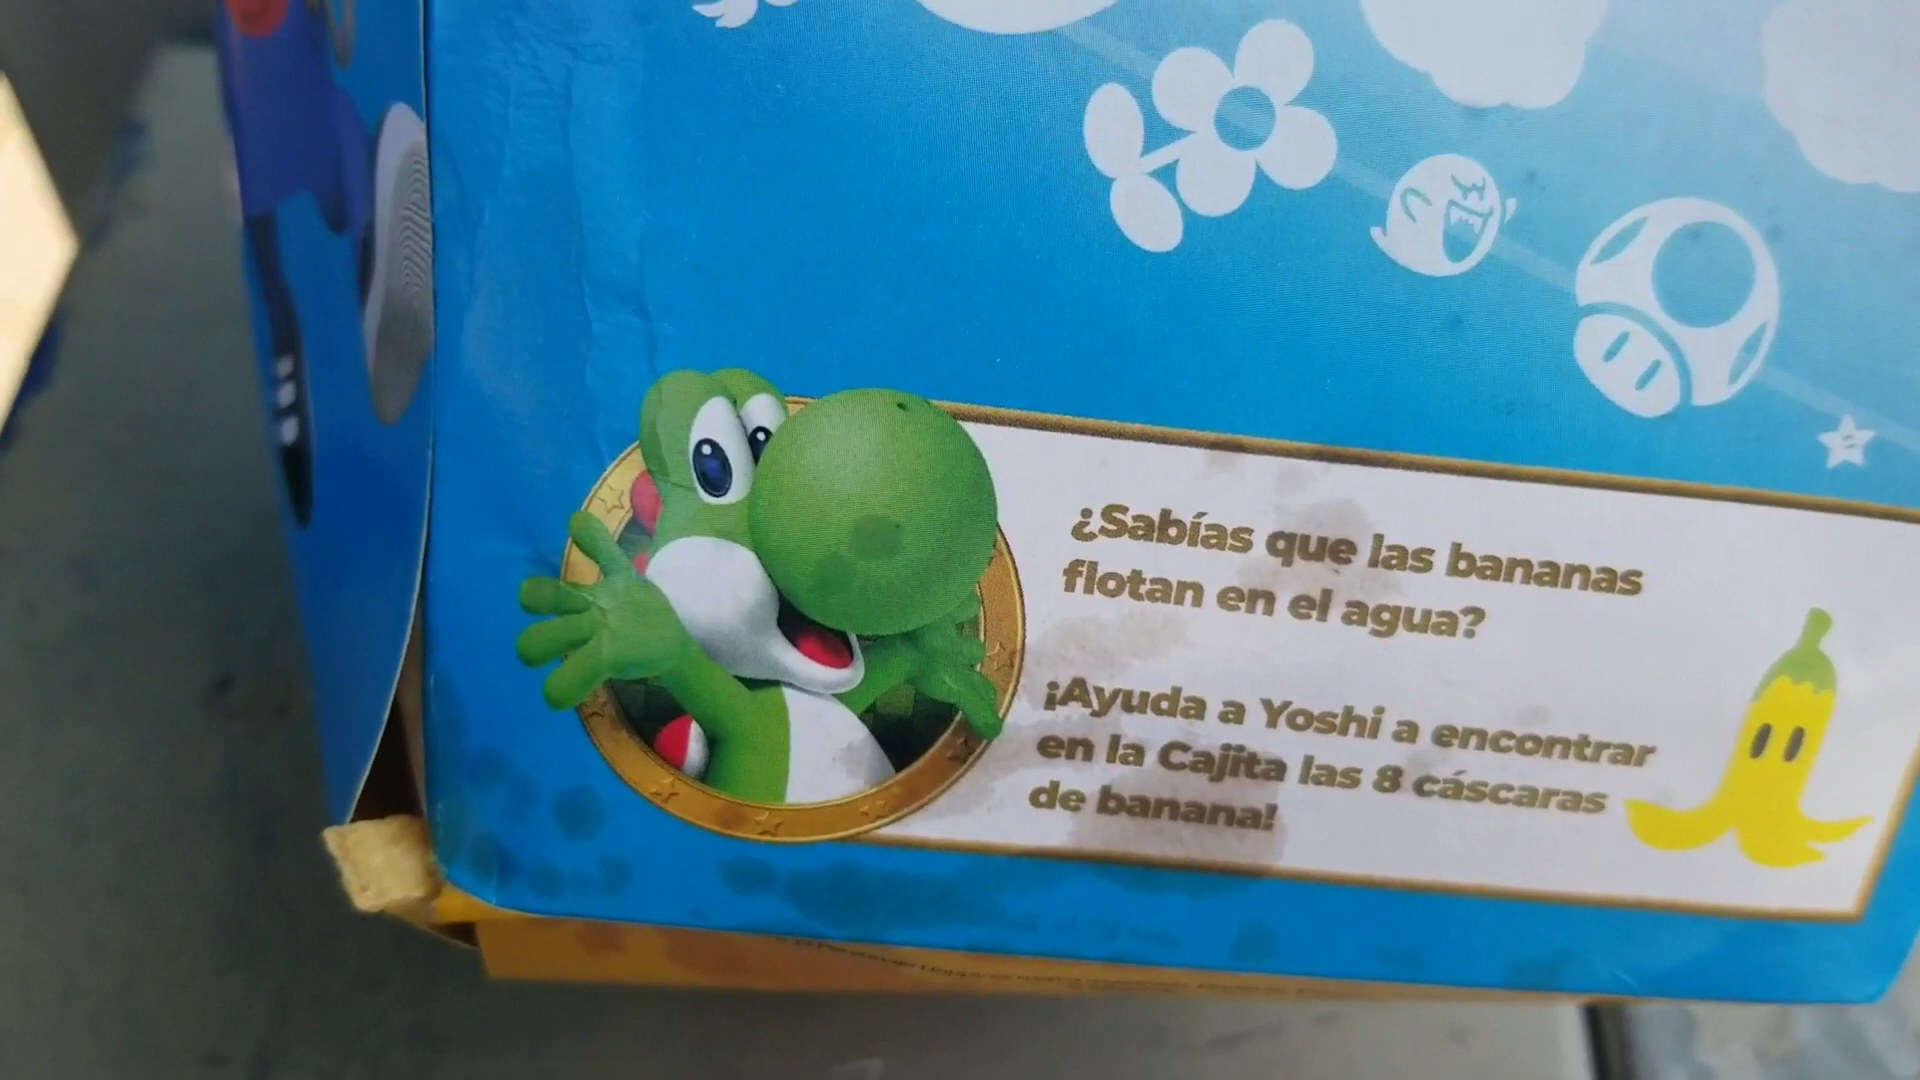 ¿Sabías que las bananas
flotan en el agua?
¡Ayuda a Yoshi a encontrar
en la Cajita las 8 cáscaras
de banana!